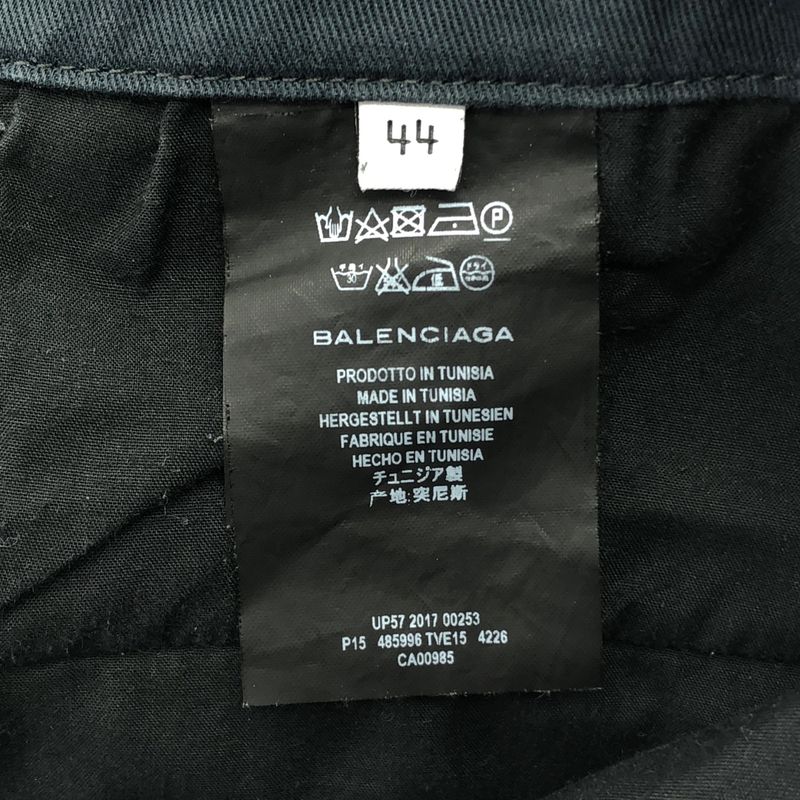 44
P
BALENCIAGA
PRODOTTO IN TUNISIA
MADE IN TUNISIA
HERGESTELLT IN TUNESIEN
FABRIQUE EN TUNISIE
HECHO EN TUNISIA
チュニジア製
产地:突尼斯
UP57 2017 00253
P15 485996 TVE15 4226
CA00985